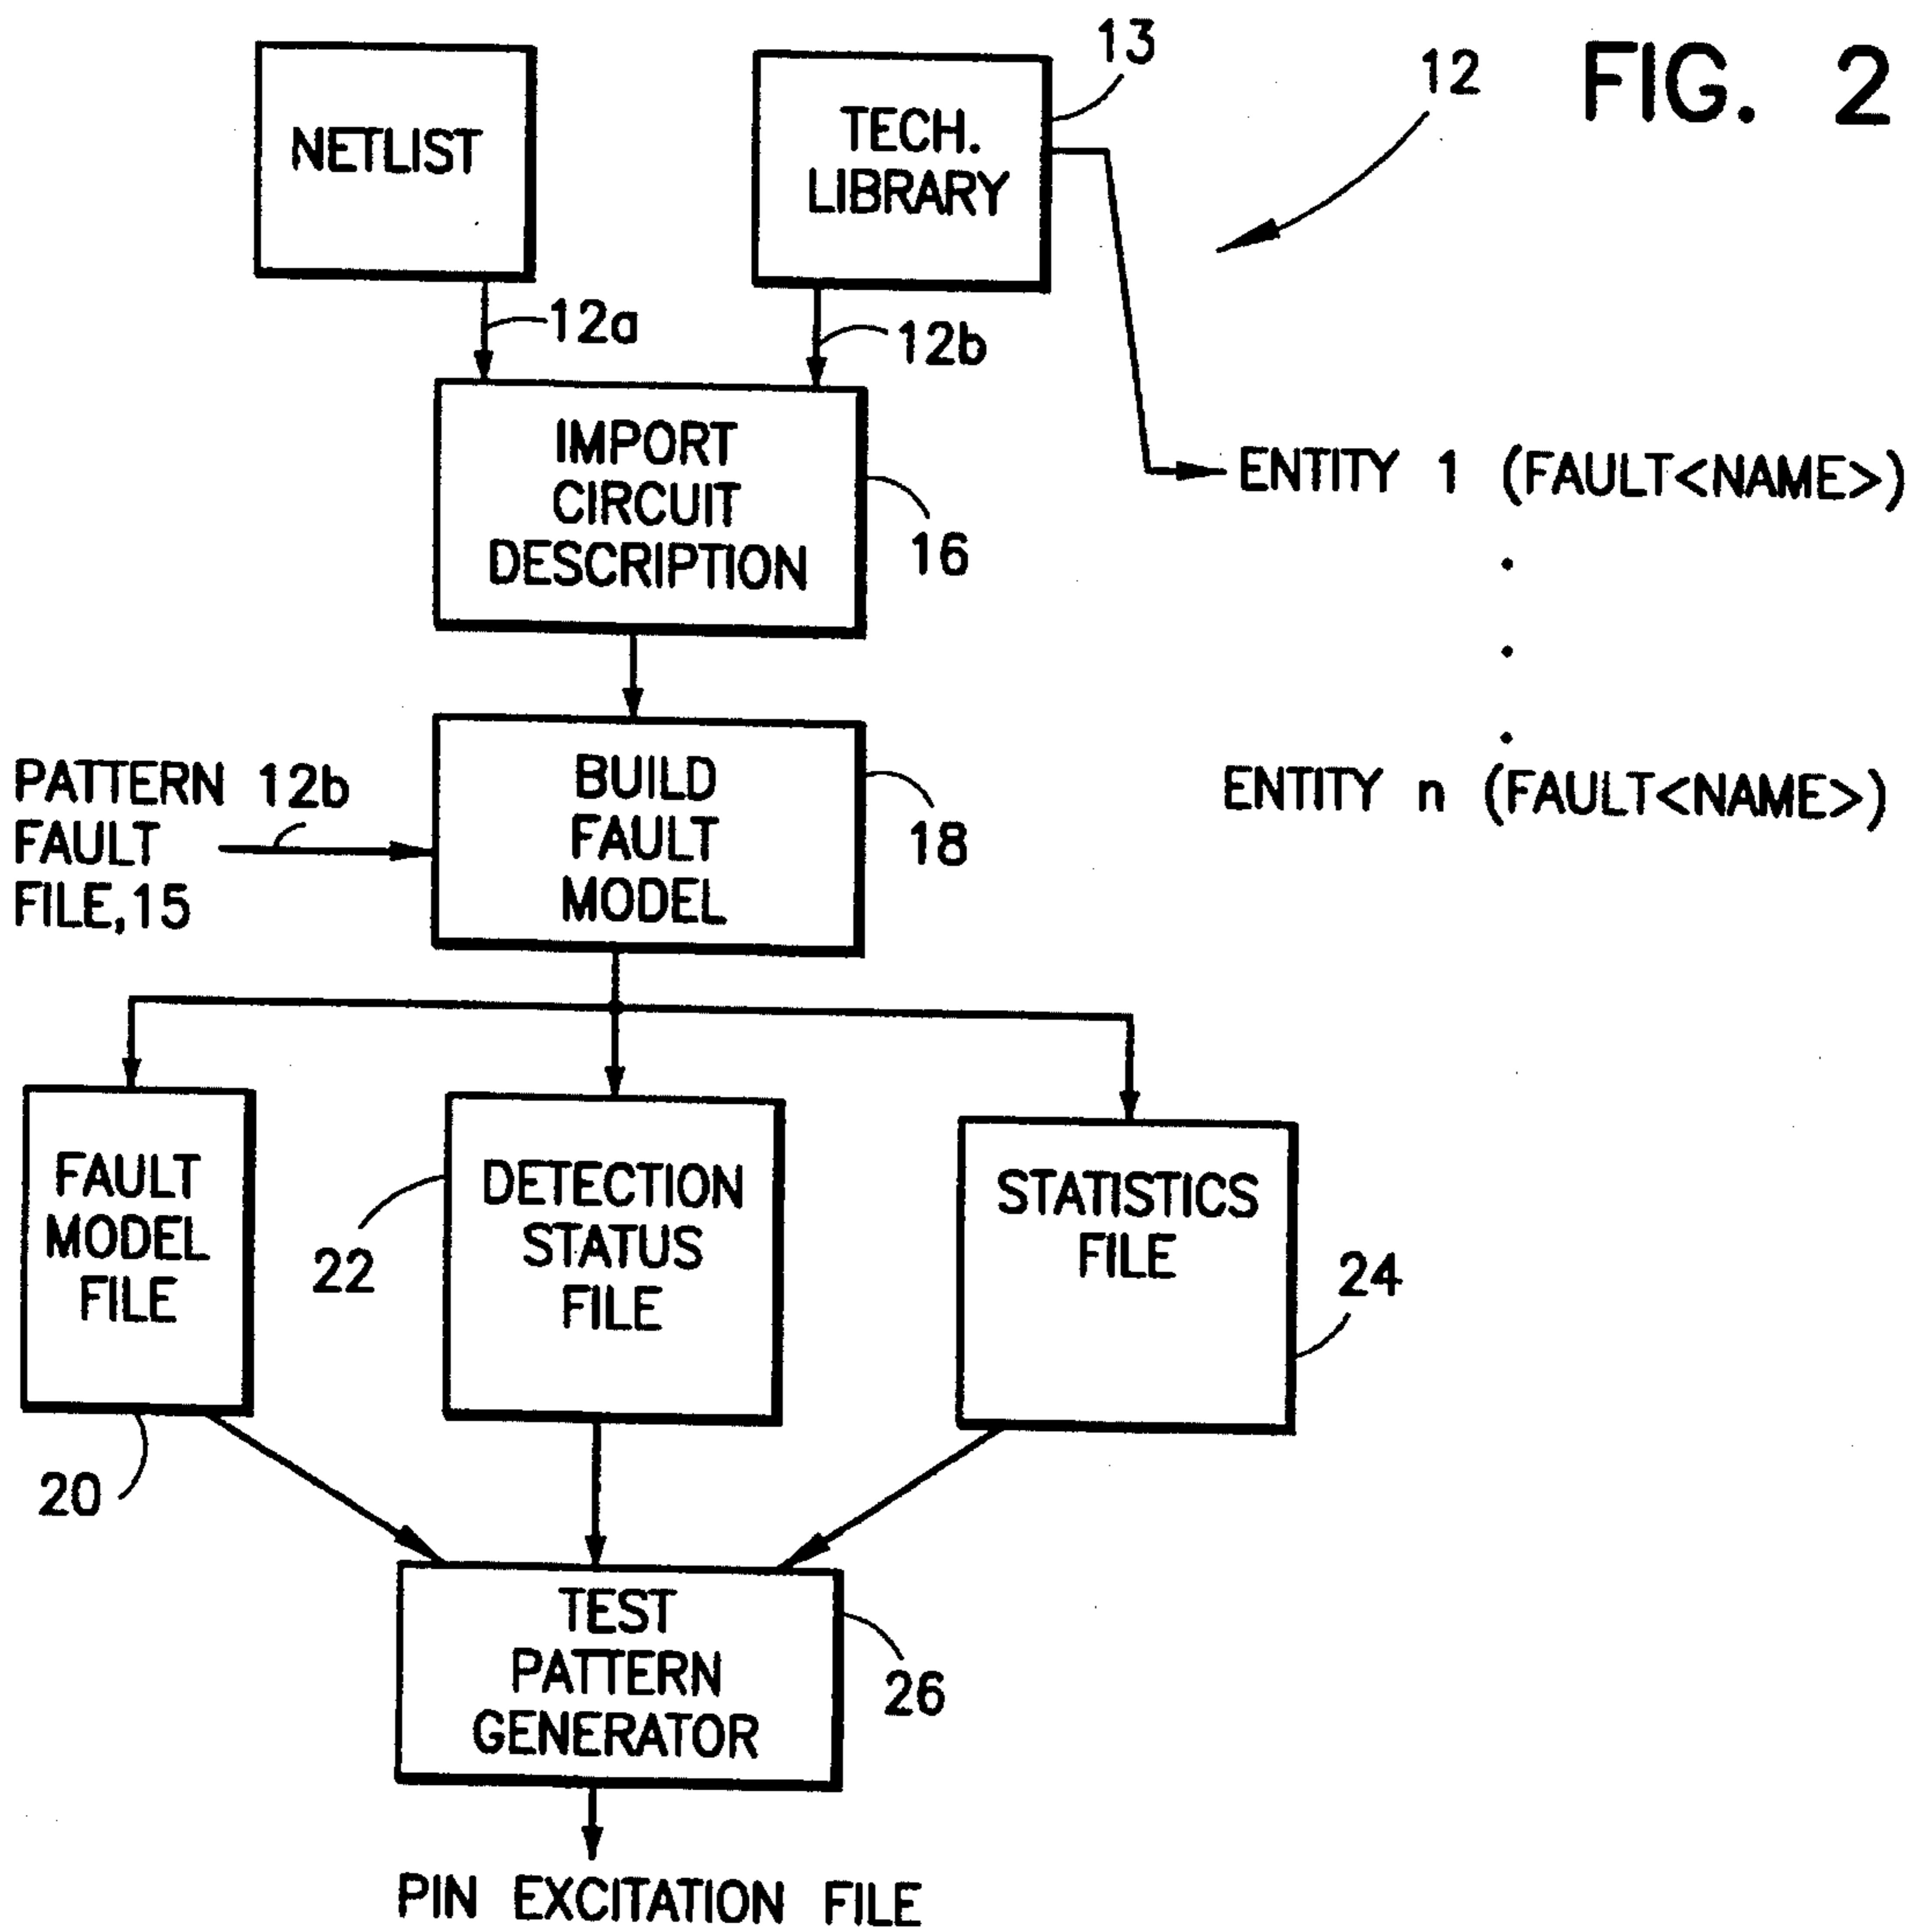 FIG. 2
13
12
NETLIST
TECH.
LIBRARY
12a
12b
IMPORT
CIRCUIT
DESCRIPTION
16
ENTITY 1 (FAULT<NAME>)
.
.
.
ENTITY n (FAULT<NAME>)
PATTERN 12b
FAULT
FILE,15
BUILD
FAULT
MODEL
18
FAULT
MODEL
FILE
20
22
DETECTION
STATUS
FILE
STATISTICS
FILE
24
TEST
PATTERN
GENERATOR
26
PIN EXCITATION FILE